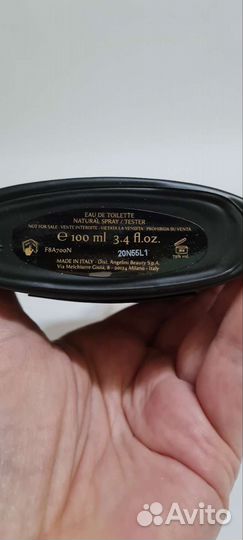 EAU DE TOILETTE
NATURAL SPRAY / TESTER
NOT FOR SALE - VENTE INTERDITE - VIETATA LA VENDITA - PROHIBIDA SU VENTA
℮ 100 ml 3.4 fl.oz.
F8A700N
20N55L1
MADE IN ITALY - Dist. Angelini Beauty S.p.A.
Via Melchiorre Gioia, 8 - 20124 Milano - Italy
Avito